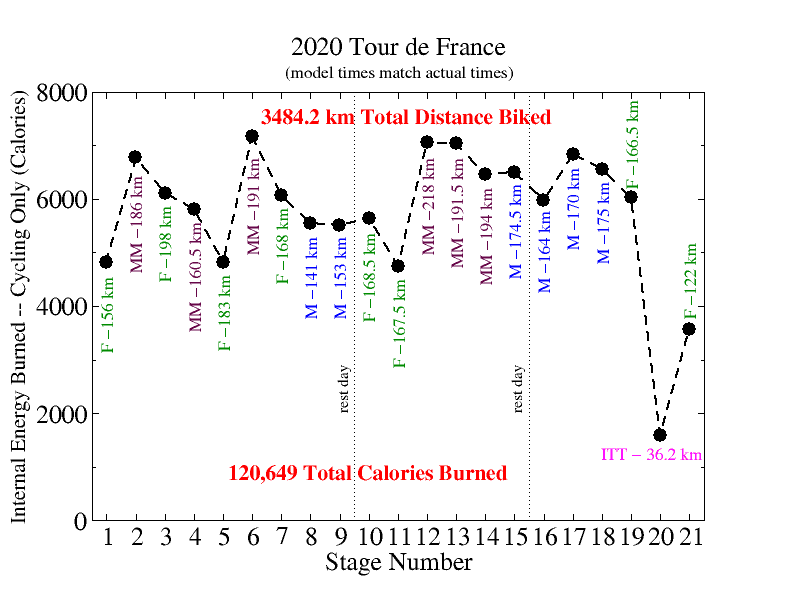 2020 Tour de France
(model times match actual times)
Internal Energy Burned -- Cycling Only (Calories)
8000
6000
4000
2000
0
3484.2 km Total Distance Biked
F −156 km
MM −186 km
F −198 km
MM −160.5 km
F −183 km
MM −191 km
F −168 km
M −141 km
M −153 km
F −168.5 km
F −167.5 km
MM −218 km
MM −191.5 km
MM −194 km
M −174.5 km
M −164 km
M −170 km
M −175 km
F −166.5 km
ITT − 36.2 km
F −122 km
rest day
rest day
120,649 Total Calories Burned
1 2 3 4 5 6 7 8 9 10 11 12 13 14 15 16 17 18 19 20 21
Stage Number